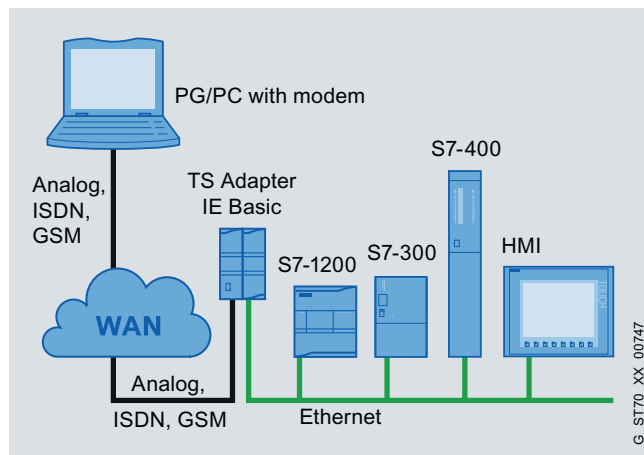 PG/PC with modem
Analog,
ISDN,
GSM
TS Adapter
IE Basic
S7-1200
S7-300
S7-400
HMI
TOUCH
WAN
Analog,
ISDN, GSM
Ethernet
G_ST70_XX_00747